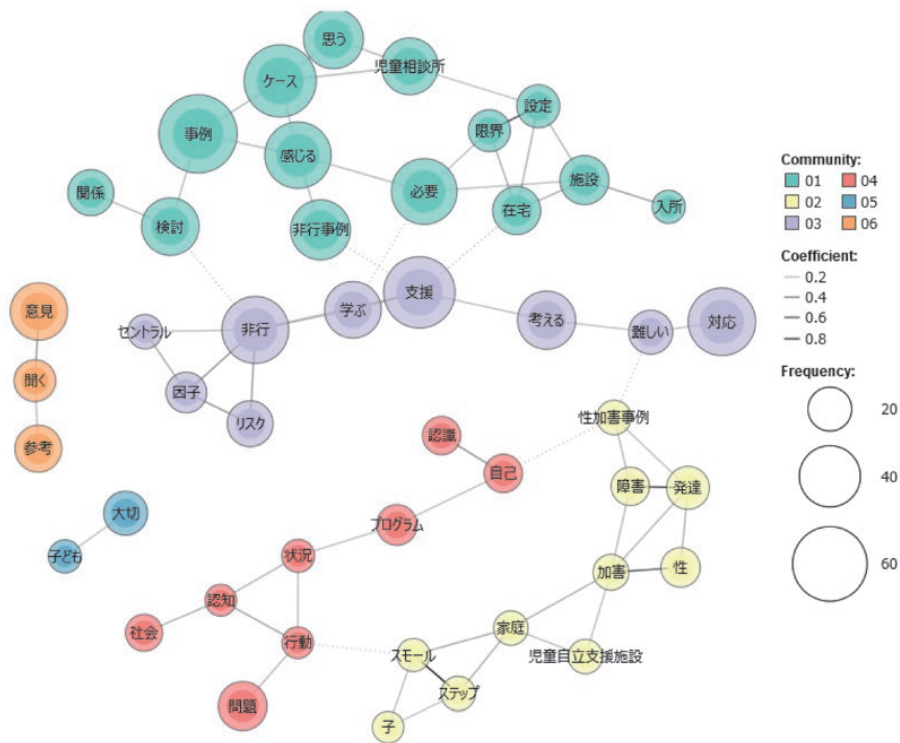 思う
児童相談所
ケース
設定
限界
事例
感じる
施設
必要
関係
在宅
入所
検討
非行事例
支援
意見
学ぶ
考える
対応
セントラル
非行
難しい
聞く
因子
性加害事例
リスク
認識
参考
自己
障害
発達
大切
プログラム
子ども
状況
加害
性
認知
社会
家庭
行動
スモール
児童自立支援施設
ステップ
問題
子
Community:
01 04
02 05
03 06
Coefficient:
0.2
0.4
0.6
0.8
Frequency:
20
40
60